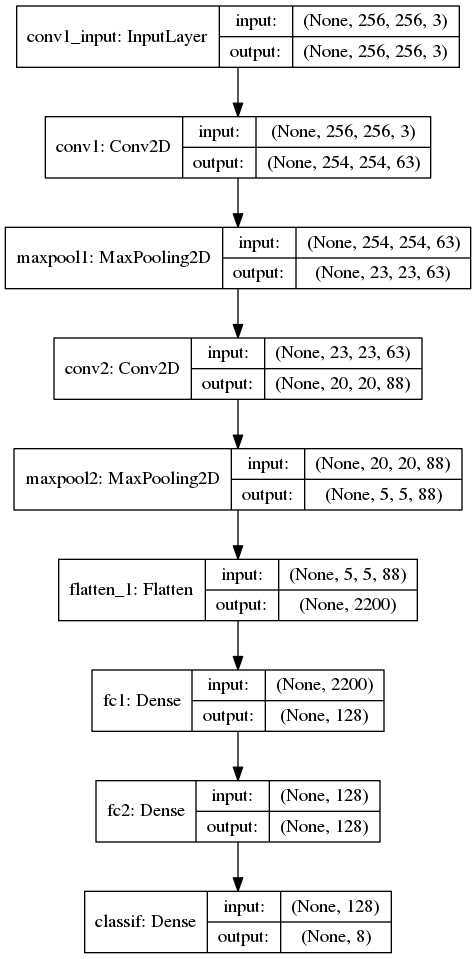 conv1_input: InputLayer
input: (None, 256, 256, 3)
output: (None, 256, 256, 3)
conv1: Conv2D
input: (None, 256, 256, 3)
output: (None, 254, 254, 63)
maxpool1: MaxPooling2D
input: (None, 254, 254, 63)
output: (None, 23, 23, 63)
conv2: Conv2D
input: (None, 23, 23, 63)
output: (None, 20, 20, 88)
maxpool2: MaxPooling2D
input: (None, 20, 20, 88)
output: (None, 5, 5, 88)
flatten_1: Flatten
input: (None, 5, 5, 88)
output: (None, 2200)
fc1: Dense
input: (None, 2200)
output: (None, 128)
fc2: Dense
input: (None, 128)
output: (None, 128)
classif: Dense
input: (None, 128)
output: (None, 8)